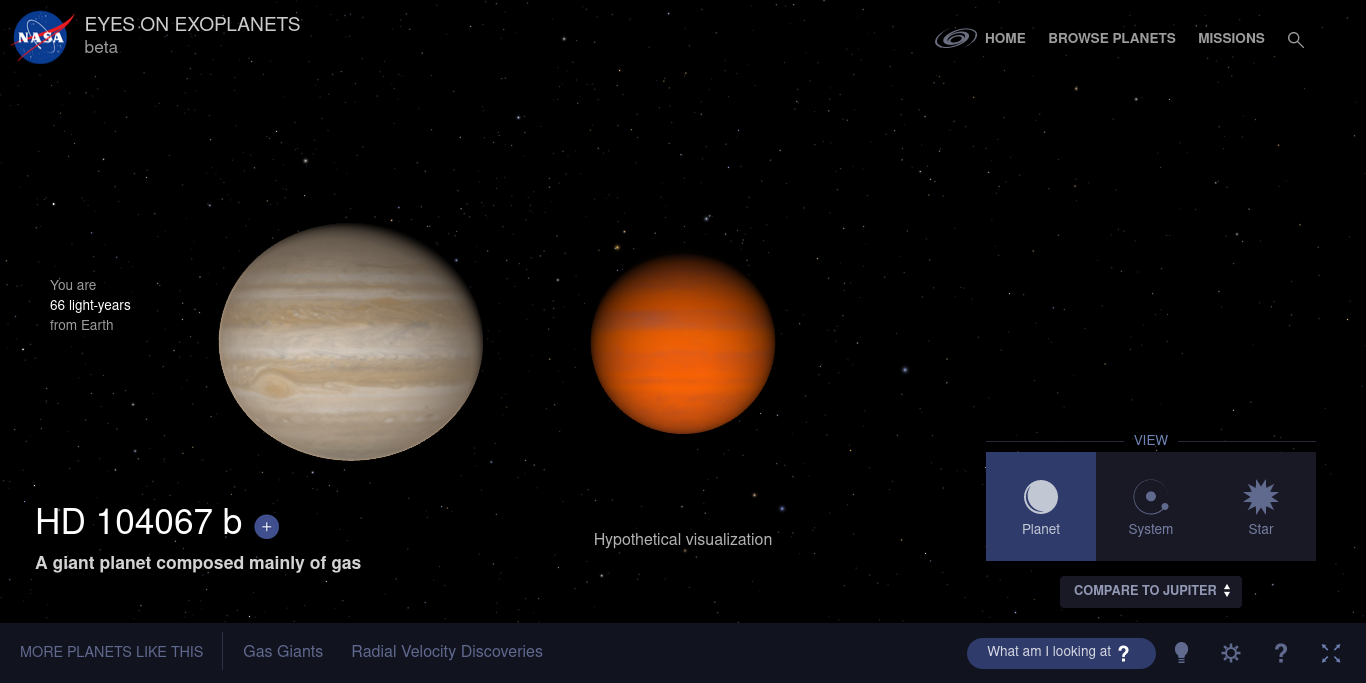 NASA
EYES ON EXOPLANETS
beta
HOME
BROWSE PLANETS
MISSIONS
You are
66 light-years
from Earth
HD 104067 b +
A giant planet composed mainly of gas
Hypothetical visualization
VIEW
Planet
System
Star
COMPARE TO JUPITER
MORE PLANETS LIKE THIS
Gas Giants
Radial Velocity Discoveries
What am I looking at ?
?